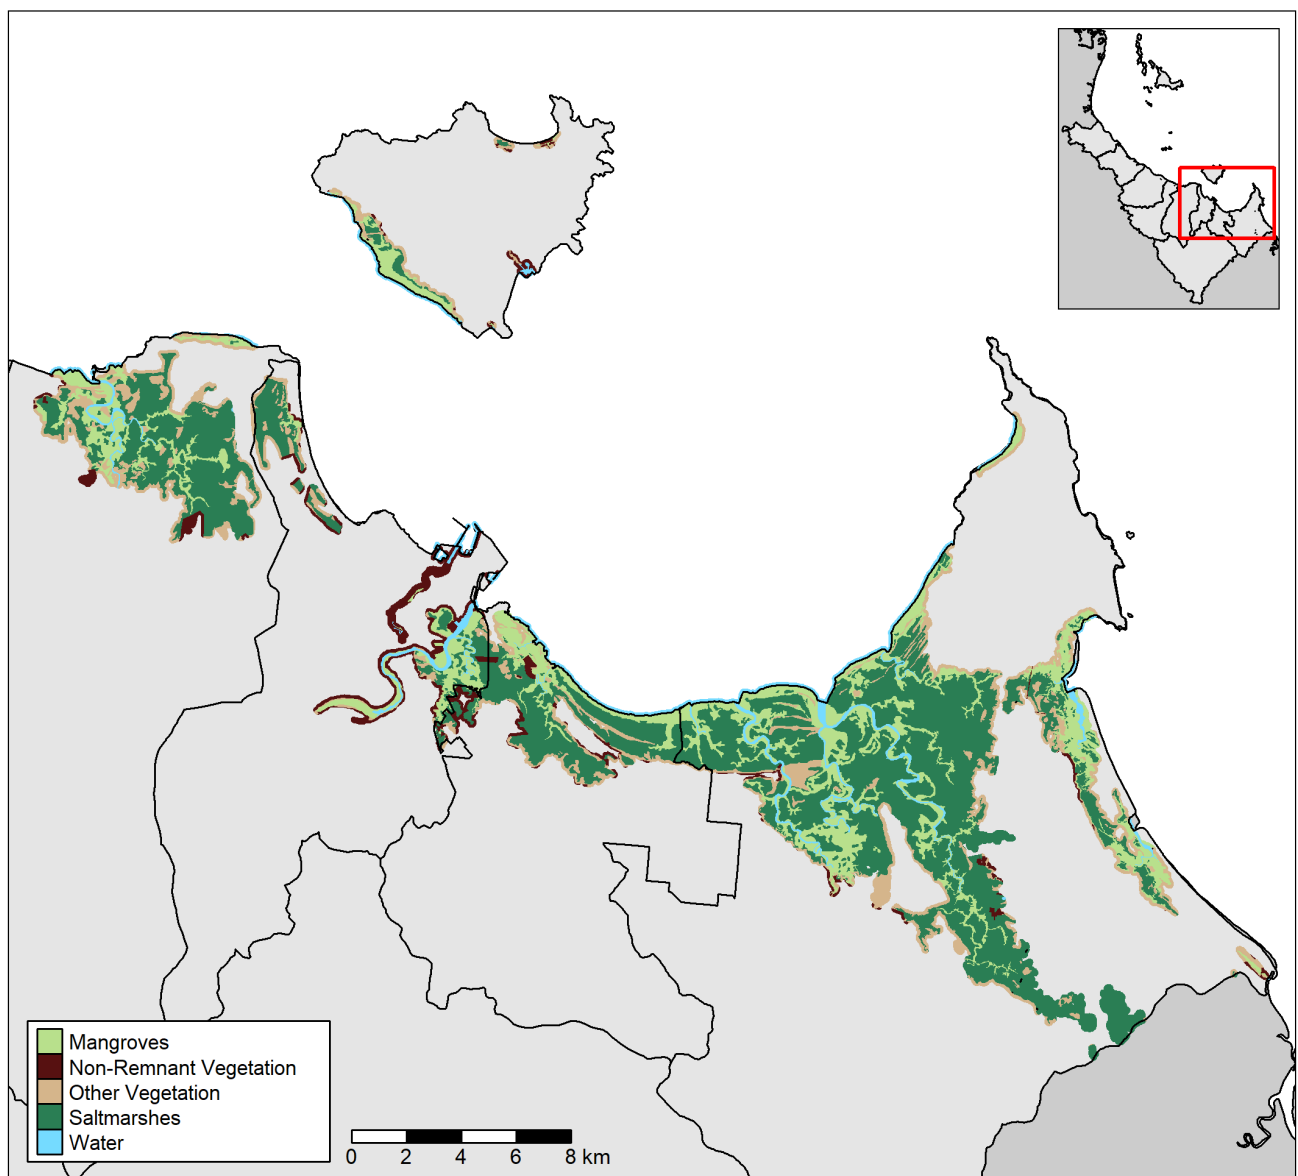 Mangroves
Non-Remnant Vegetation
Other Vegetation
Saltmarshes
Water
0 2 4 6 8 km